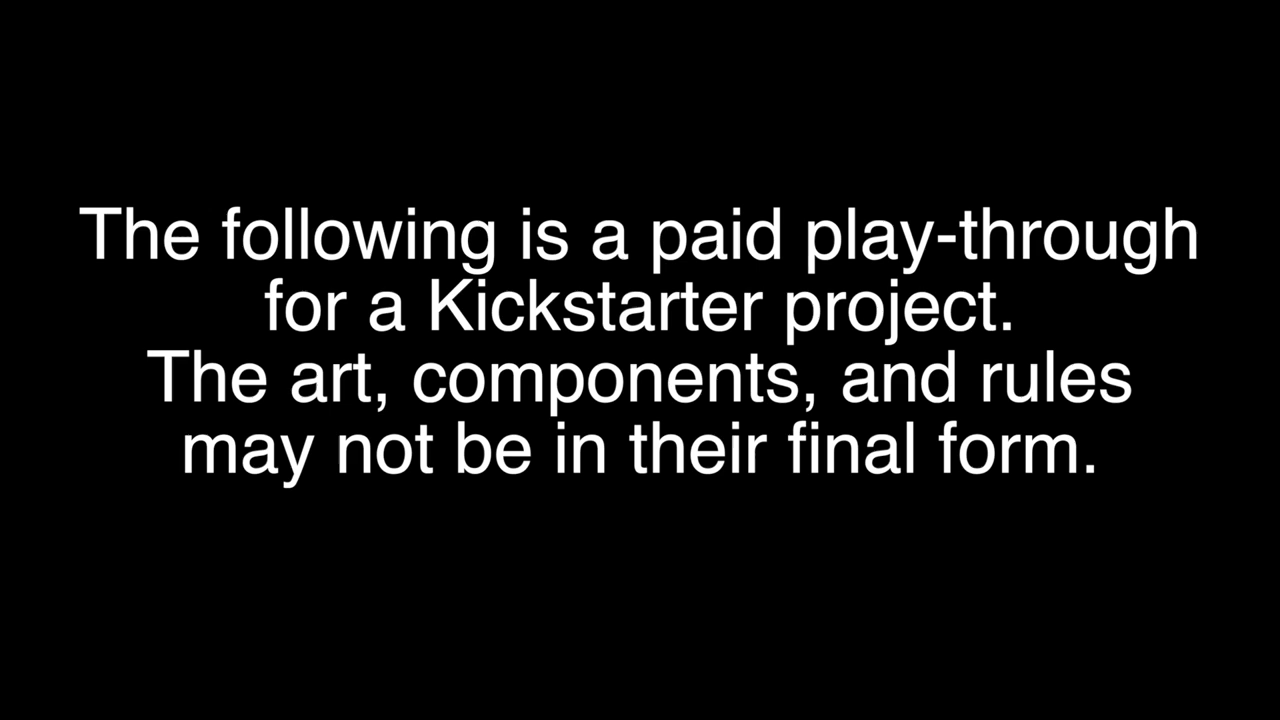 The following is a paid play-through
for a Kickstarter project.
The art, components, and rules
may not be in their final form.